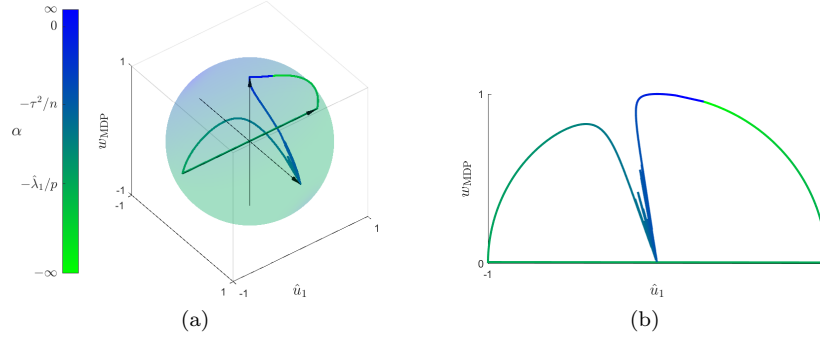 ∞
0
−τ²/n
α
−λ̂₁/p
−∞
1
w_MDP
-1
-1
1
-1
û₁
1
(a)
1
w_MDP
0
-1
û₁
(b)